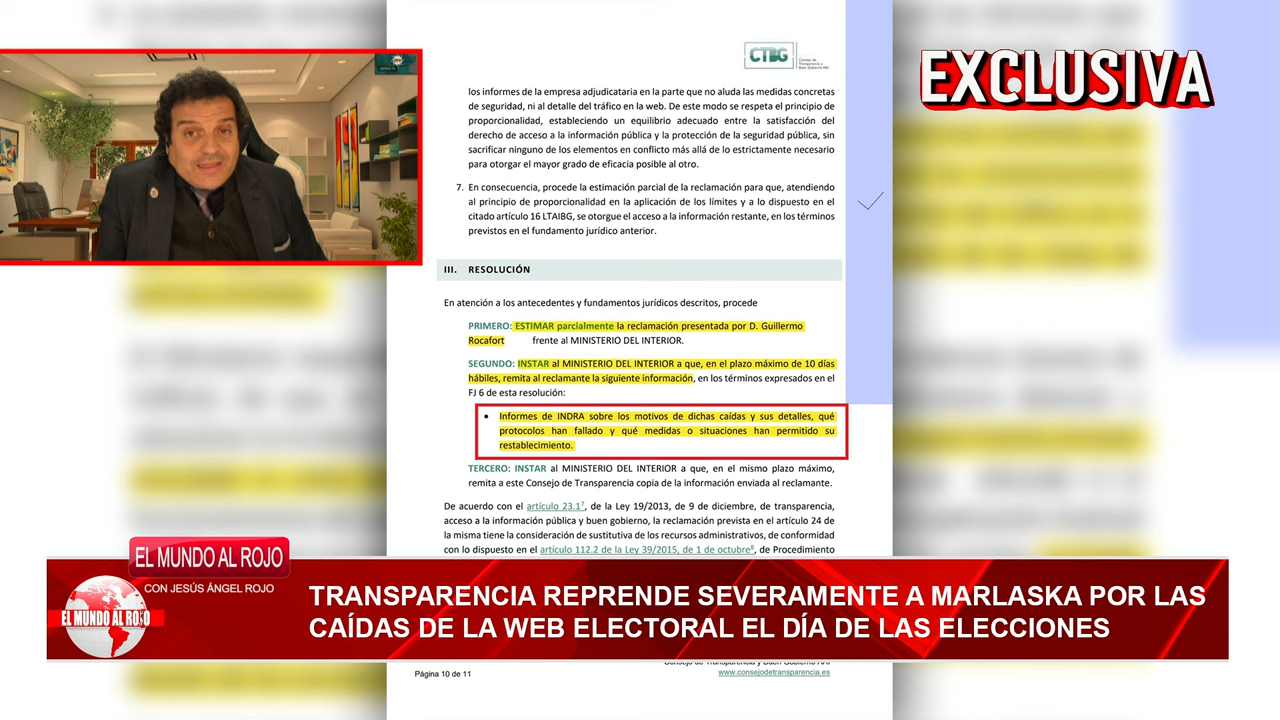 CTBG
Consejo de
Transparencia y
Buen Gobierno AAI
EXCLUSIVA
los informes de la empresa adjudicataria en la parte que no aluda las medidas concretas
de seguridad, ni al detalle del tráfico en la web. De este modo se respeta el principio de
proporcionalidad, estableciendo un equilibrio adecuado entre la satisfacción del
derecho de acceso a la información pública y la protección de la seguridad pública, sin
sacrificar ninguno de los elementos en conflicto más allá de lo estrictamente necesario
para otorgar el mayor grado de eficacia posible al otro.
7. En consecuencia, procede la estimación parcial de la reclamación para que, atendiendo
al principio de proporcionalidad en la aplicación de los límites y a lo dispuesto en el
citado artículo 16 LTAIBG, se otorgue el acceso a la información restante, en los términos
previstos en el fundamento jurídico anterior.
III. RESOLUCIÓN
En atención a los antecedentes y fundamentos jurídicos descritos, procede
PRIMERO: ESTIMAR parcialmente la reclamación presentada por D. Guillermo
Rocafort frente al MINISTERIO DEL INTERIOR.
SEGUNDO: INSTAR al MINISTERIO DEL INTERIOR a que, en el plazo máximo de 10 días
hábiles, remita al reclamante la siguiente información, en los términos expresados en el
FJ 6 de esta resolución:
• Informes de INDRA sobre los motivos de dichas caídas y sus detalles, qué
protocolos han fallado y qué medidas o situaciones han permitido su
restablecimiento.
TERCERO: INSTAR al MINISTERIO DEL INTERIOR a que, en el mismo plazo máximo,
remita a este Consejo de Transparencia copia de la información enviada al reclamante.
De acuerdo con el artículo 23.1⁷, de la Ley 19/2013, de 9 de diciembre, de transparencia,
acceso a la información pública y buen gobierno, la reclamación prevista en el artículo 24 de
la misma tiene la consideración de sustitutiva de los recursos administrativos, de conformidad
con lo dispuesto en el artículo 112.2 de la Ley 39/2015, de 1 de octubre⁸, de Procedimiento
EL MUNDO AL ROJO
CON JESÚS ÁNGEL ROJO
EL MUNDO AL ROJO
TRANSPARENCIA REPRENDE SEVERAMENTE A MARLASKA POR LAS
CAÍDAS DE LA WEB ELECTORAL EL DÍA DE LAS ELECCIONES
Consejo de Transparencia y Buen Gobierno AAI
Página 10 de 11
www.consejodetransparencia.es